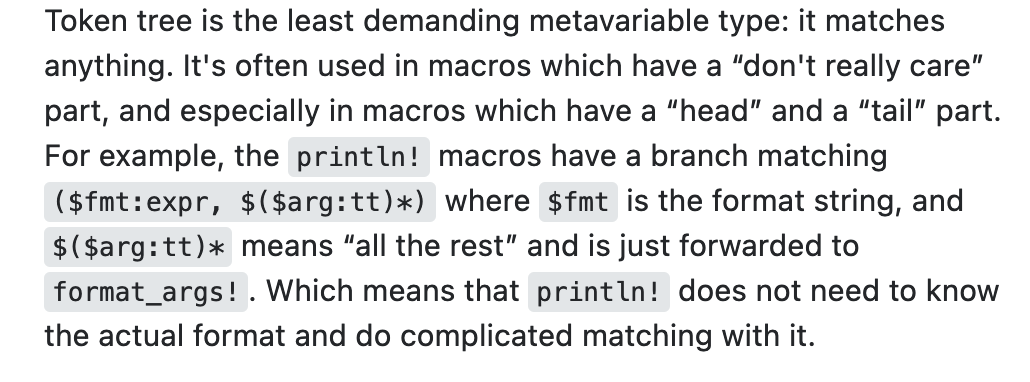 Token tree is the least demanding metavariable type: it matches
anything. It's often used in macros which have a “don't really care”
part, and especially in macros which have a “head” and a “tail” part.
For example, the println! macros have a branch matching
($fmt:expr, $($arg:tt)*) where $fmt is the format string, and
$($arg:tt)* means “all the rest” and is just forwarded to
format_args!. Which means that println! does not need to know
the actual format and do complicated matching with it.